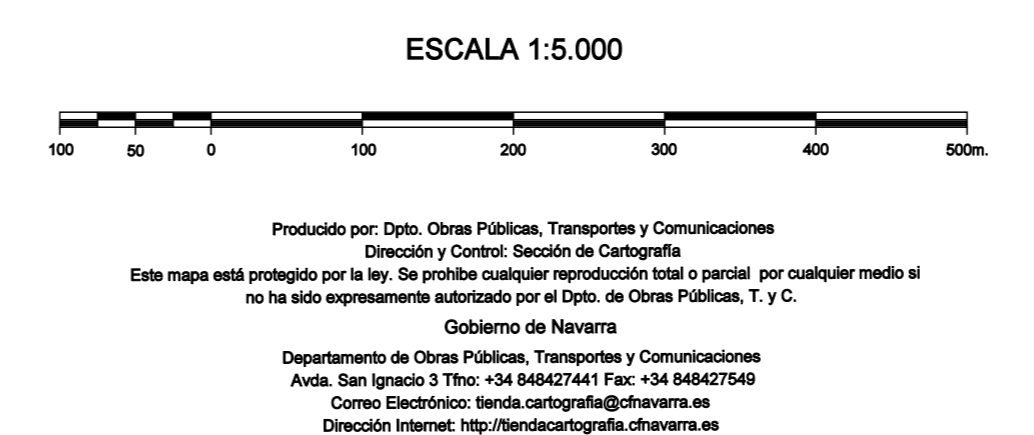 ESCALA 1:5.000
100 50 0 100 200 300 400 500m.
Producido por: Dpto. Obras Públicas, Transportes y Comunicaciones
Dirección y Control: Sección de Cartografía
Este mapa está protegido por la ley. Se prohibe cualquier reproducción total o parcial por cualquier medio si
no ha sido expresamente autorizado por el Dpto. de Obras Públicas, T. y C.
Gobierno de Navarra
Departamento de Obras Públicas, Transportes y Comunicaciones
Avda. San Ignacio 3 Tfno: +34 848427441 Fax: +34 848427549
Correo Electrónico: tienda.cartografia@cfnavarra.es
Dirección Internet: http://tiendacartografia.cfnavarra.es